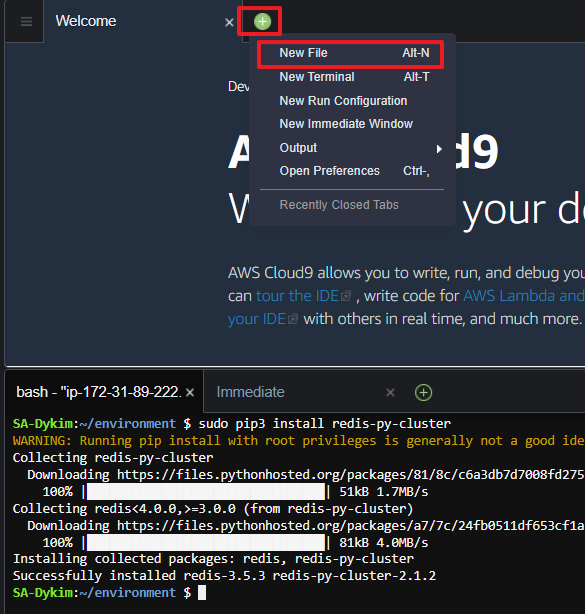 Welcome
New File Alt-N
New Terminal Alt-T
New Run Configuration
New Immediate Window
Output
Open Preferences Ctrl-,
Recently Closed Tabs
Dev
A d9
W your de
AWS Cloud9 allows you to write, run, and debug you
can tour the IDE , write code for AWS Lambda and
your IDE with others in real time, and much more.
bash - "ip-172-31-89-222. Immediate
SA-Dykim:~/environment $ sudo pip3 install redis-py-cluster
WARNING: Running pip install with root privileges is generally not a good ide
Collecting redis-py-cluster
Downloading https://files.pythonhosted.org/packages/81/8c/c6a3db7d7008fd275
100% |████████████████████████████████| 51kB 1.7MB/s
Collecting redis<4.0.0,>=3.0.0 (from redis-py-cluster)
Downloading https://files.pythonhosted.org/packages/a7/7c/24fb0511df653cf1a
100% |████████████████████████████████| 81kB 4.0MB/s
Installing collected packages: redis, redis-py-cluster
Successfully installed redis-3.5.3 redis-py-cluster-2.1.2
SA-Dykim:~/environment $